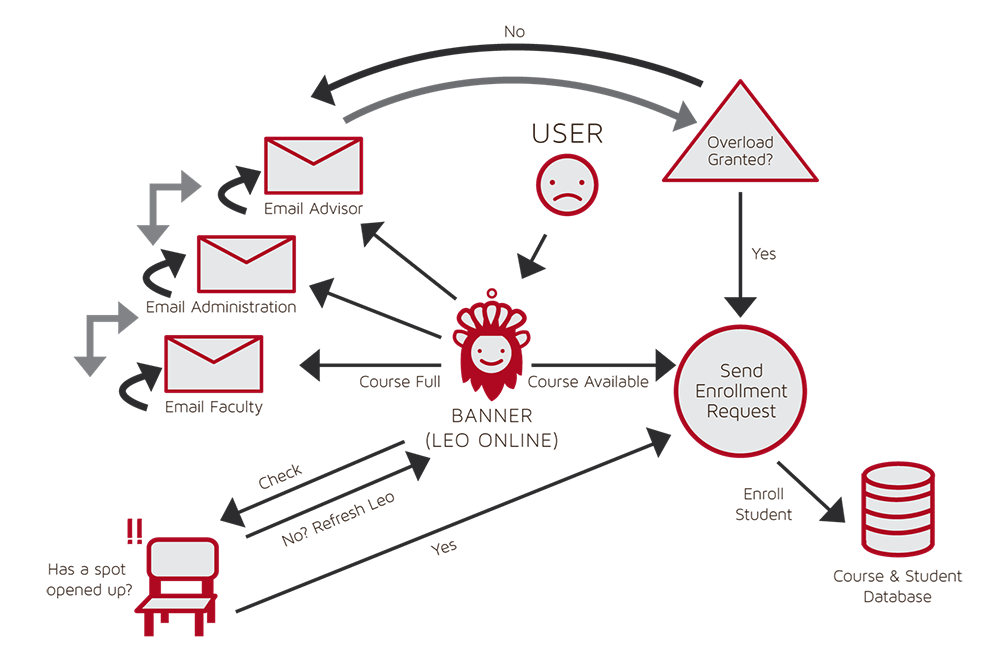 No
USER
Overload
Granted?
Email Advisor
Yes
Email Administration
Course Full
Course Available
Send
Enrollment
Request
Email Faculty
BANNER
(LEO ONLINE)
Check
No? Refresh Leo
Yes
Enroll
Student
!!
Has a spot
opened up?
Course & Student
Database